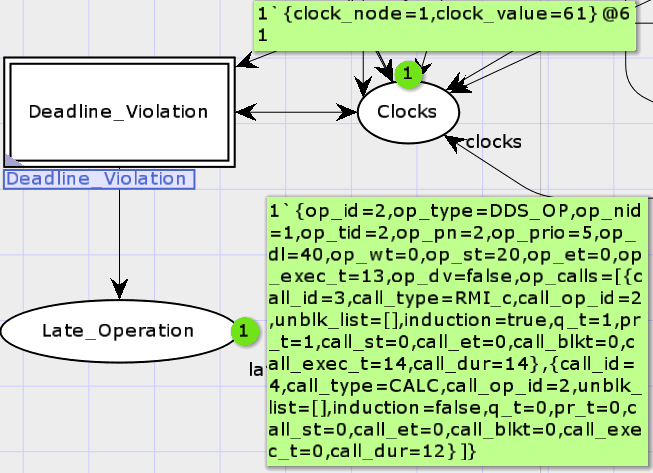 1`{clock_node=1,clock_value=61}@6
1
1
Deadline_Violation
Clocks
clocks
Deadline_Violation
1`{op_id=2,op_type=DDS_OP,op_nid
=1,op_tid=2,op_pn=2,op_prio=5,op_
dl=40,op_wt=0,op_st=20,op_et=0,op
_exec_t=13,op_dv=false,op_calls=[{c
all_id=3,call_type=RMI_c,call_op_id=2
,unblk_list=[],induction=true,q_t=1,pr
_t=1,call_st=0,call_et=0,call_blkt=0,c
all_exec_t=14,call_dur=14},{call_id=
4,call_type=CALC,call_op_id=2,unblk_
list=[],induction=false,q_t=0,pr_t=0,c
all_st=0,call_et=0,call_blkt=0,call_exe
c_t=0,call_dur=12}]}
Late_Operation
1